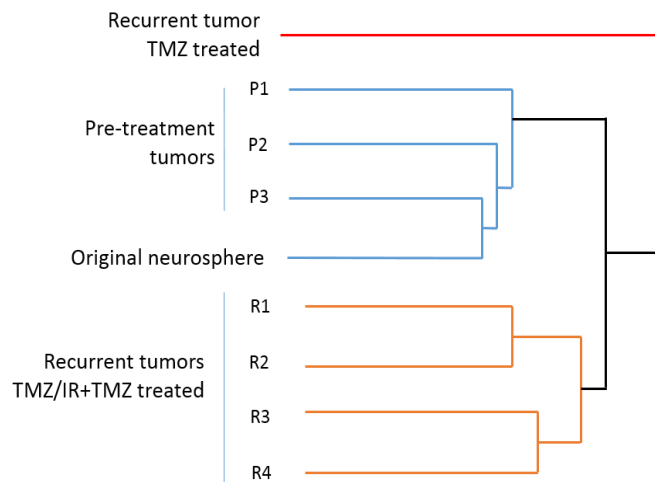 Recurrent tumor
TMZ treated
P1
Pre-treatment
tumors
P2
P3
Original neurosphere
R1
Recurrent tumors
TMZ/IR+TMZ treated
R2
R3
R4